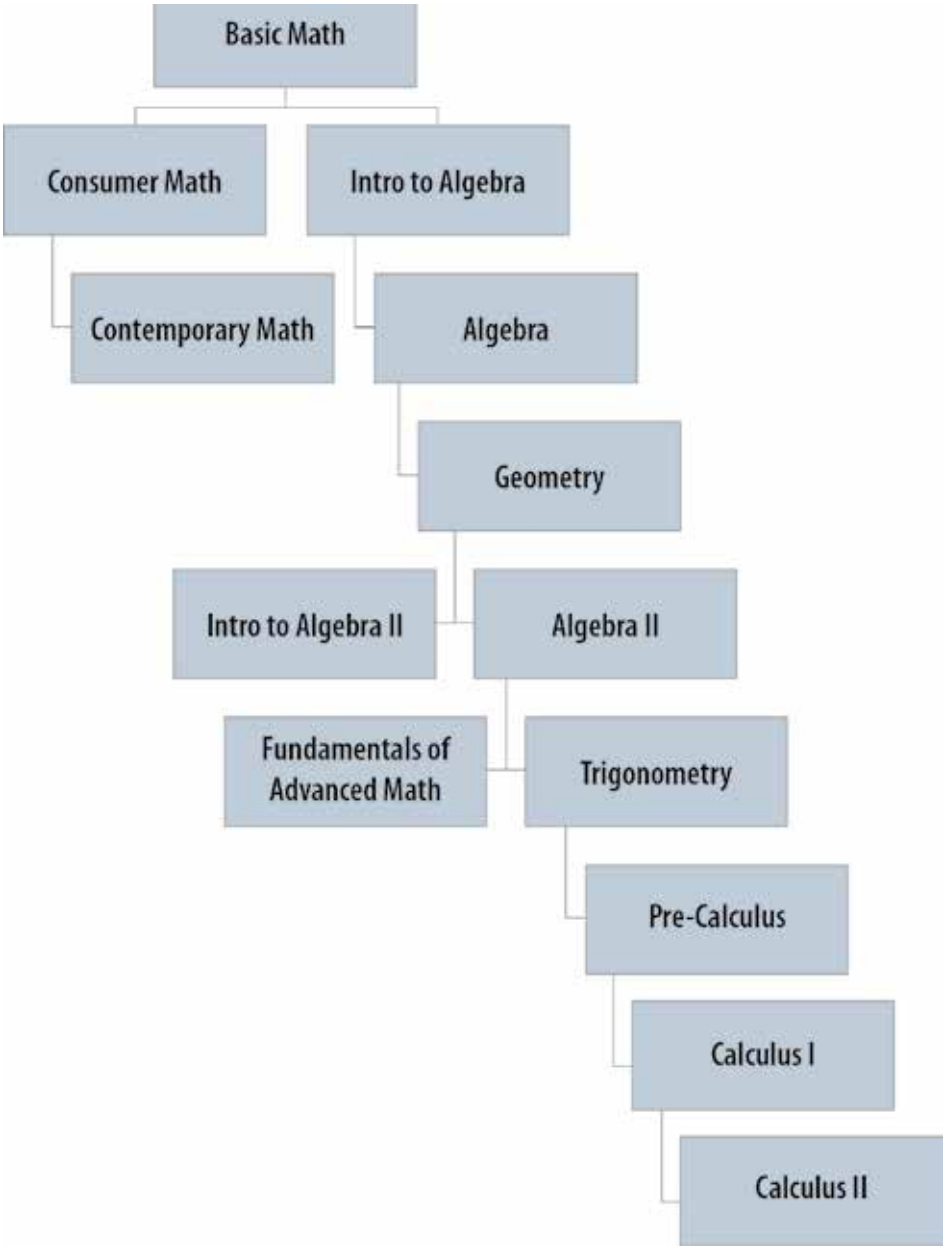 Basic Math
Consumer Math
Intro to Algebra
Contemporary Math
Algebra
Geometry
Intro to Algebra II
Algebra II
Fundamentals of
Advanced Math
Trigonometry
Pre-Calculus
Calculus I
Calculus II